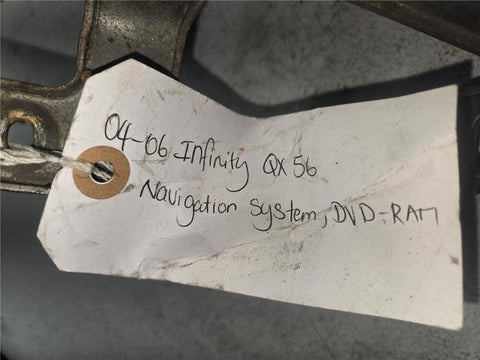 04-06 Infinity QX 56
Navigation System, DVD-RAM